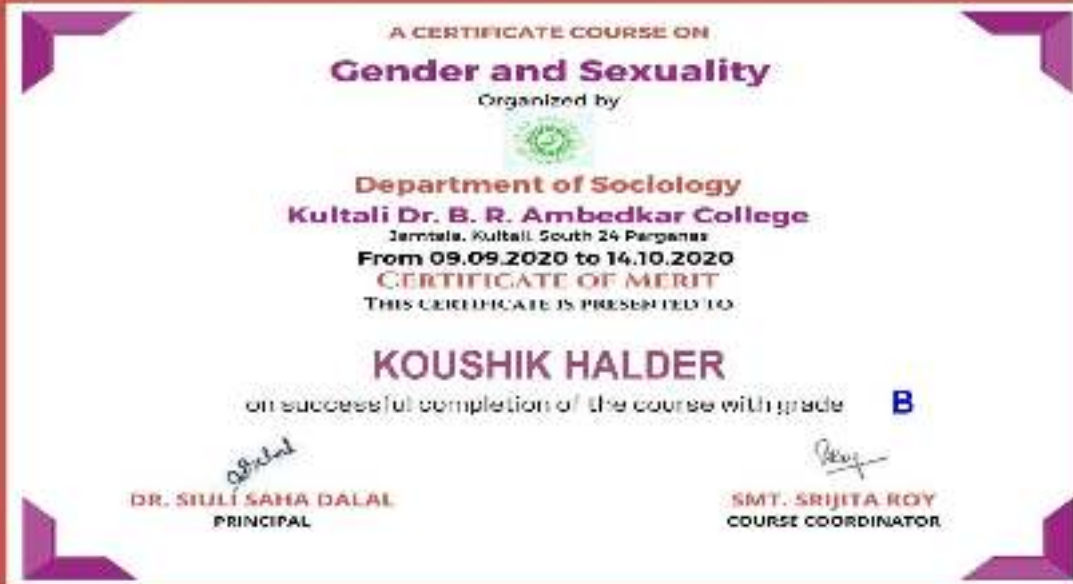 A CERTIFICATE COURSE ON
Gender and Sexuality
Organized by
Department of Sociology
Kultali Dr. B. R. Ambedkar College
Jamtala, Kultali, South 24 Parganas
From 09.09.2020 to 14.10.2020
CERTIFICATE OF MERIT
THIS CERTIFICATE IS PRESENTED TO
KOUSHIK HALDER
on successful completion of the course with grade B
DR. SIULI SAHA DALAL
PRINCIPAL
SMT. SRIJITA ROY
COURSE COORDINATOR